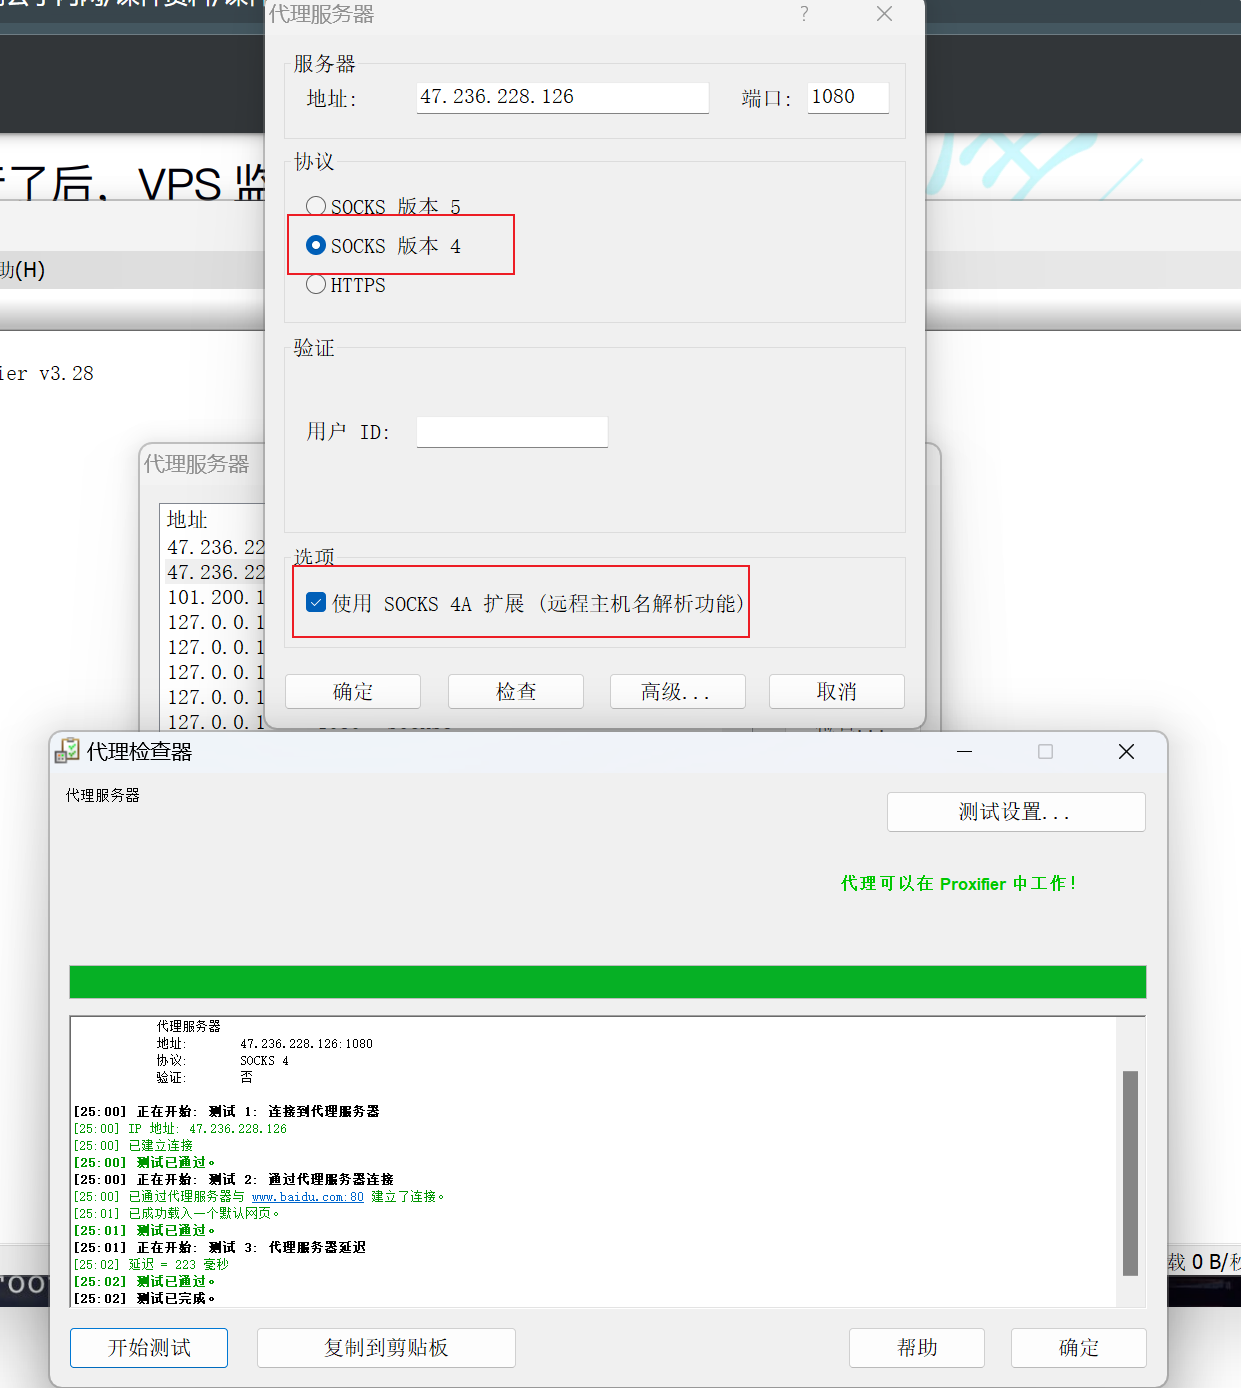 代理服务器
服务器
地址:
47.236.228.126
端口:
1080
协议
了后，VPS 监
SOCKS 版本 5
SOCKS 版本 4
助(H)
HTTPS
验证
ier v3.28
用户 ID:
代理服务器
地址
47.236.22
选项
47.236.22
101.200.1
使用 SOCKS 4A 扩展 (远程主机名解析功能)
127.0.0.1
127.0.0.1
127.0.0.1
127.0.0.1
127.0.0.1
确定
检查
高级...
取消
代理检查器
代理服务器
测试设置...
代理可以在 Proxifier 中工作!
代理服务器
地址: 47.236.228.126:1080
协议: SOCKS 4
验证: 否
[25:00] 正在开始: 测试 1: 连接到代理服务器
[25:00] IP 地址: 47.236.228.126
[25:00] 已建立连接
[25:00] 测试已通过。
[25:00] 正在开始: 测试 2: 通过代理服务器连接
[25:00] 已通过代理服务器与 www.baidu.com:80 建立了连接。
[25:01] 已成功载入一个默认网页。
[25:01] 测试已通过。
[25:01] 正在开始: 测试 3: 代理服务器延迟
[25:02] 延迟 = 223 毫秒
[25:02] 测试已通过。
[25:02] 测试已完成。
载 0 B/秒
开始测试
复制到剪贴板
帮助
确定